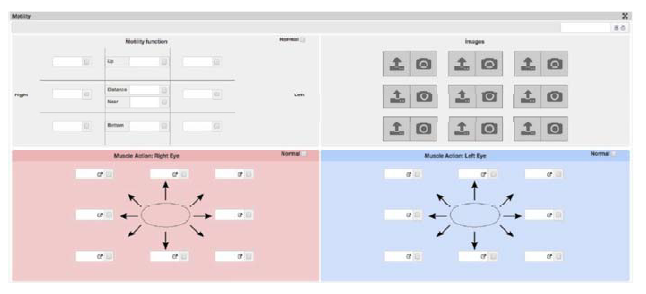 Motility
Motility function
Normal
Images
Up
Right
Distance
Near
Left
Bottom
Muscle Action: Right Eye
Normal
Muscle Action: Left Eye
Normal